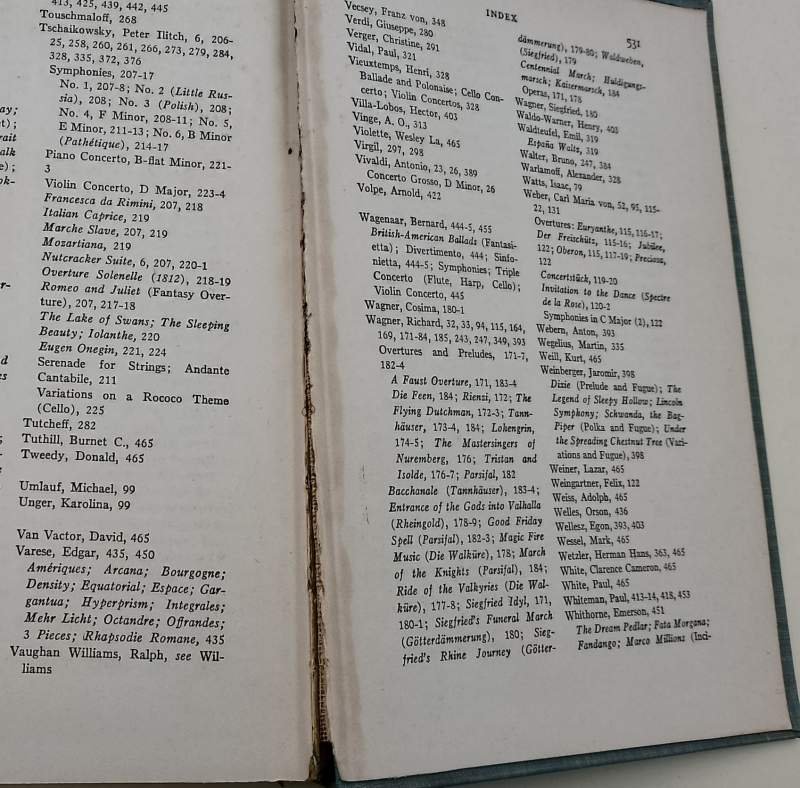 413, 425, 439, 442, 445
Touschmaloff, 268
Tschaikowsky, Peter Ilitch, 6, 206-
25, 258, 260, 261, 266, 273, 279, 284,
328, 335, 372, 376
Symphonies, 207-17
No. 1, 207-8; No. 2 (Little Rus-
sia), 208; No. 3 (Polish), 208;
No. 4, F Minor, 208-11; No. 5,
E Minor, 211-13; No. 6, B Minor
(Pathétique), 214-17
Piano Concerto, B-flat Minor, 221-
3
Violin Concerto, D Major, 223-4
Francesca da Rimini, 207, 218
Italian Caprice, 219
Marche Slave, 207, 219
Mozartiana, 219
Nutcracker Suite, 6, 207, 220-1
Overture Solenelle (1812), 218-19
Romeo and Juliet (Fantasy Over-
ture), 207, 217-18
The Lake of Swans; The Sleeping
Beauty; Iolanthe, 220
Eugen Onegin, 221, 224
Serenade for Strings; Andante
Cantabile, 211
Variations on a Rococo Theme
(Cello), 225
Tutcheff, 282
Tuthill, Burnet C., 465
Tweedy, Donald, 465
Umlauf, Michael, 99
Unger, Karolina, 99
Van Vactor, David, 465
Varese, Edgar, 435, 450
Amériques; Arcana; Bourgogne;
Density; Equatorial; Espace; Gar-
gantua; Hyperprism; Integrales;
Mehr Licht; Octandre; Offrandes;
3 Pieces; Rhapsodie Romane, 435
Vaughan Williams, Ralph, see Wil-
liams
INDEX
531
Vecsey, Franz von, 348
Verdi, Giuseppe, 280
Verger, Christine, 291
Vidal, Paul, 321
Vieuxtemps, Henri, 328
Ballade and Polonaise; Cello Con-
certo; Violin Concertos, 328
Villa-Lobos, Hector, 403
Vinge, A. O., 313
Violette, Wesley La, 465
Virgil, 297, 298
Vivaldi, Antonio, 23, 26, 389
Concerto Grosso, D Minor, 26
Volpe, Arnold, 422
Wagenaar, Bernard, 444-5, 455
British-American Ballads (Fantasi-
etta); Divertimento, 444; Sinfo-
nietta, 444-5; Symphonies; Triple
Concerto (Flute, Harp, Cello);
Violin Concerto, 445
Wagner, Cosima, 180-1
Wagner, Richard, 32, 33, 94, 115, 164,
169, 171-84, 185, 243, 247, 349, 393
Overtures and Preludes, 171-7,
182-4
A Faust Overture, 171, 183-4
Die Feen, 184; Rienzi, 172; The
Flying Dutchman, 172-3; Tann-
häuser, 173-4, 184; Lohengrin,
174-5; The Mastersingers of
Nuremberg, 176; Tristan and
Isolde, 176-7; Parsifal, 182
Bacchanale (Tannhäuser), 183-4;
Entrance of the Gods into Valhalla
(Rheingold), 178-9; Good Friday
Spell (Parsifal), 182-3; Magic Fire
Music (Die Walküre), 178; March
of the Knights (Parsifal), 184;
Ride of the Valkyries (Die Wal-
küre), 177-8; Siegfried Idyl, 171,
180-1; Siegfried's Funeral March
(Götterdämmerung), 180; Sieg-
fried's Rhine Journey (Götter-
dämmerung), 179-80; Waldweben,
(Siegfried), 179
Centennial March; Huldigungs-
marsch; Kaisermarsch, 184
Operas, 171, 178
Wagner, Siegfried, 180
Waldo-Warner, Henry, 403
Waldteufel, Emil, 319
España Waltz, 319
Walter, Bruno, 247, 384
Warlamoff, Alexander, 328
Watts, Isaac, 79
Weber, Carl Maria von, 52, 95, 115-
22, 131
Overtures: Euryanthe, 115, 116-17;
Der Freischütz, 115-16; Jubilee,
122; Oberon, 115, 117-19; Preciosa,
122
Concertstück, 119-20
Invitation to the Dance (Spectre
de la Rose), 120-2
Symphonies in C Major (2), 122
Webern, Anton, 393
Wegelius, Martin, 335
Weill, Kurt, 465
Weinberger, Jaromir, 398
Dixie (Prelude and Fugue); The
Legend of Sleepy Hollow; Lincoln
Symphony; Schwanda, the Bag-
Piper (Polka and Fugue); Under
the Spreading Chestnut Tree (Vari-
ations and Fugue), 398
Weiner, Lazar, 465
Weingartner, Felix, 122
Weiss, Adolph, 465
Welles, Orson, 436
Wellesz, Egon, 393, 403
Wessel, Mark, 465
Wetzler, Herman Hans, 363, 465
White, Clarence Cameron, 465
White, Paul, 465
Whiteman, Paul, 413-14, 418, 453
Whithorne, Emerson, 451
The Dream Pedlar; Fata Morgana;
Fandango; Marco Millions (Inci-